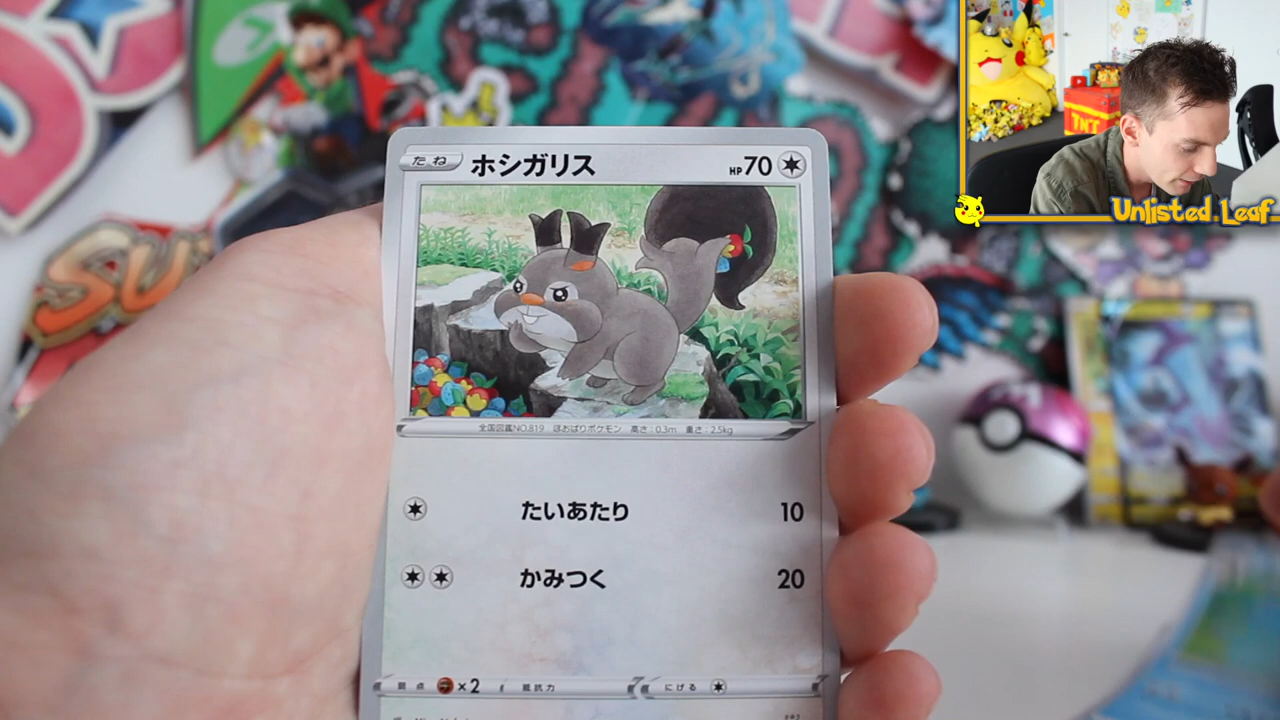 たね ホシガリス HP70
全国図鑑NO.819 ほおばりポケモン 高さ:0.3m 重さ:2.5kg
たいあたり 10
かみつく 20
弱点 ×2 抵抗力 にげる
TNT
Unlisted Leaf
SU